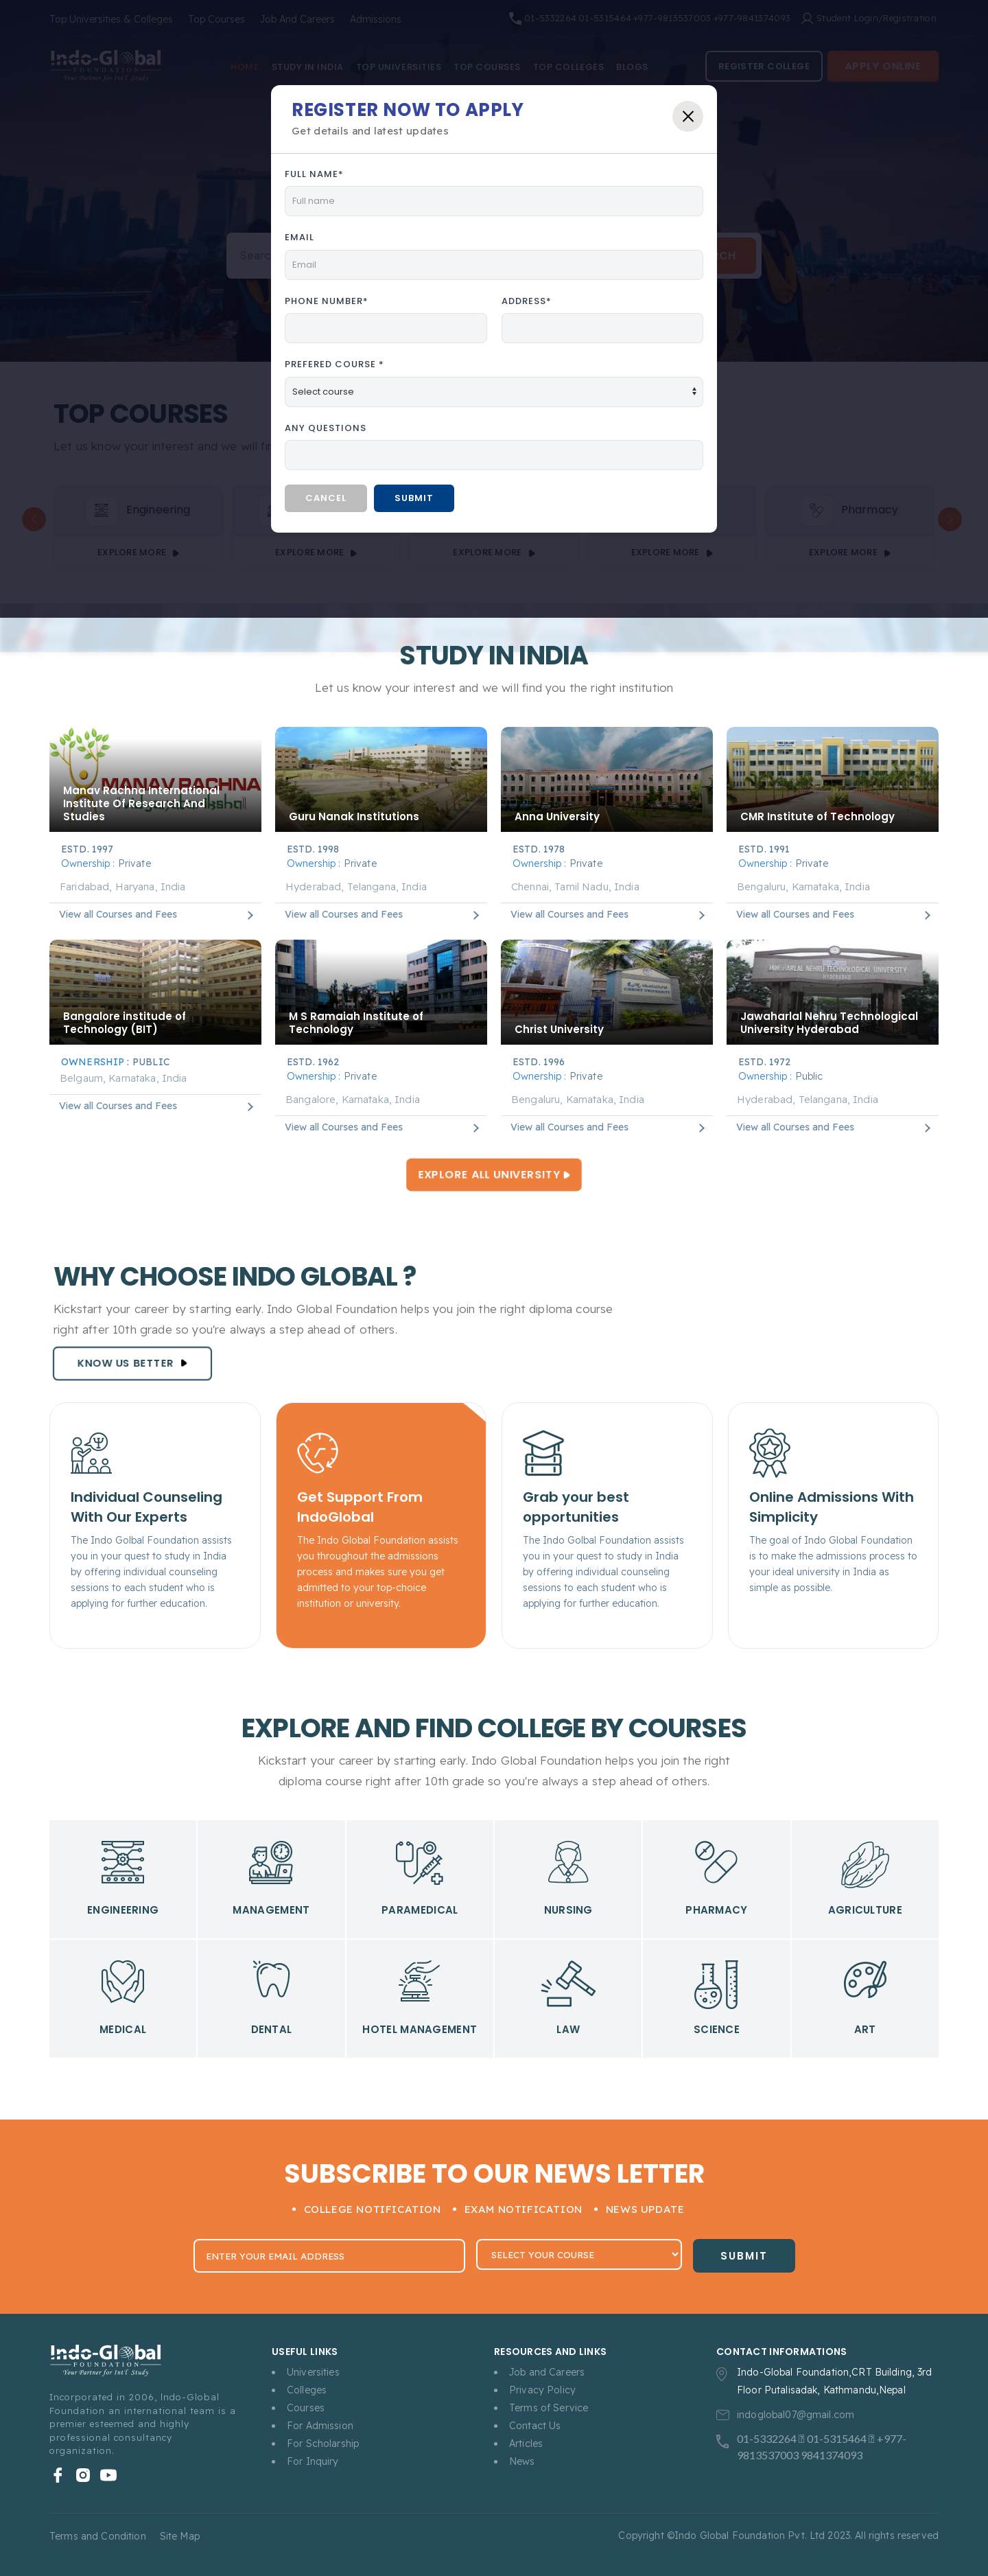 Top Universities & Colleges Top Courses Job And Careers Admissions
01-5332264 01-5315464 +977-9813537003 +977-9841374093 Student Login/Registration
Indo-Global
FOUNDATION
Your Partner for Int'l Study
HOME STUDY IN INDIA TOP UNIVERSITIES TOP COURSES TOP COLLEGES BLOGS
REGISTER COLLEGE APPLY ONLINE
REGISTER NOW TO APPLY
Get details and latest updates
FULL NAME*
Full name
EMAIL
Email
PHONE NUMBER* ADDRESS*
PREFERED COURSE *
Select course
ANY QUESTIONS
CANCEL SUBMIT
TOP COURSES
Let us know your interest and we will
Engineering
Pharmacy
EXPLORE MORE EXPLORE MORE EXPLORE MORE EXPLORE MORE EXPLORE MORE
STUDY IN INDIA
Let us know your interest and we will find you the right institution
Manav Rachna International
Institute Of Research And
Studies
ESTD. 1997
Ownership : Private
Faridabad, Haryana, India
View all Courses and Fees
Guru Nanak Institutions
ESTD. 1998
Ownership : Private
Hyderabad, Telangana, India
View all Courses and Fees
Anna University
ESTD. 1978
Ownership : Private
Chennai, Tamil Nadu, India
View all Courses and Fees
CMR Institute of Technology
ESTD. 1991
Ownership : Private
Bengaluru, Karnataka, India
View all Courses and Fees
Bangalore institude of
Technology (BIT)
OWNERSHIP : PUBLIC
Belgaum, Karnataka, India
View all Courses and Fees
M S Ramaiah Institute of
Technology
ESTD. 1962
Ownership : Private
Bangalore, Karnataka, India
View all Courses and Fees
Christ University
ESTD. 1996
Ownership : Private
Bengaluru, Karnataka, India
View all Courses and Fees
JAWAHARLAL NEHRU TECHNOLOGICAL UNIVERSITY
HYDERABAD
Jawaharlal Nehru Technological
University Hyderabad
ESTD. 1972
Ownership : Public
Hyderabad, Telangana, India
View all Courses and Fees
EXPLORE ALL UNIVERSITY
WHY CHOOSE INDO GLOBAL ?
Kickstart your career by starting early. Indo Global Foundation helps you join the right diploma course
right after 10th grade so you're always a step ahead of others.
KNOW US BETTER
Individual Counseling
With Our Experts
The Indo Golbal Foundation assists
you in your quest to study in India
by offering individual counseling
sessions to each student who is
applying for further education.
Get Support From
IndoGlobal
The Indo Global Foundation assists
you throughout the admissions
process and makes sure you get
admitted to your top-choice
institution or university.
Grab your best
opportunities
The Indo Golbal Foundation assists
you in your quest to study in India
by offering individual counseling
sessions to each student who is
applying for further education.
Online Admissions With
Simplicity
The goal of Indo Global Foundation
is to make the admissions process to
your ideal university in India as
simple as possible.
EXPLORE AND FIND COLLEGE BY COURSES
Kickstart your career by starting early. Indo Global Foundation helps you join the right
diploma course right after 10th grade so you're always a step ahead of others.
ENGINEERING MANAGEMENT PARAMEDICAL NURSING PHARMACY AGRICULTURE
MEDICAL DENTAL HOTEL MANAGEMENT LAW SCIENCE ART
SUBSCRIBE TO OUR NEWS LETTER
• COLLEGE NOTIFICATION • EXAM NOTIFICATION • NEWS UPDATE
ENTER YOUR EMAIL ADDRESS SELECT YOUR COURSE SUBMIT
Indo-Global
FOUNDATION
Your Partner for Int'l Study
Incorporated in 2006, Indo-Global
Foundation an international team is a
premier esteemed and highly
professional consultancy
organization.
USEFUL LINKS
• Universities
• Colleges
• Courses
• For Admission
• For Scholarship
• For Inquiry
RESOURCES AND LINKS
• Job and Careers
• Privacy Policy
• Terms of Service
• Contact Us
• Articles
• News
CONTACT INFORMATIONS
Indo-Global Foundation,CRT Building, 3rd
Floor Putalisadak, Kathmandu,Nepal
indoglobal07@gmail.com
01-5332264 01-5315464 +977-
9813537003 9841374093
Terms and Condition Site Map
Copyright ©Indo Global Foundation Pvt. Ltd 2023. All rights reserved